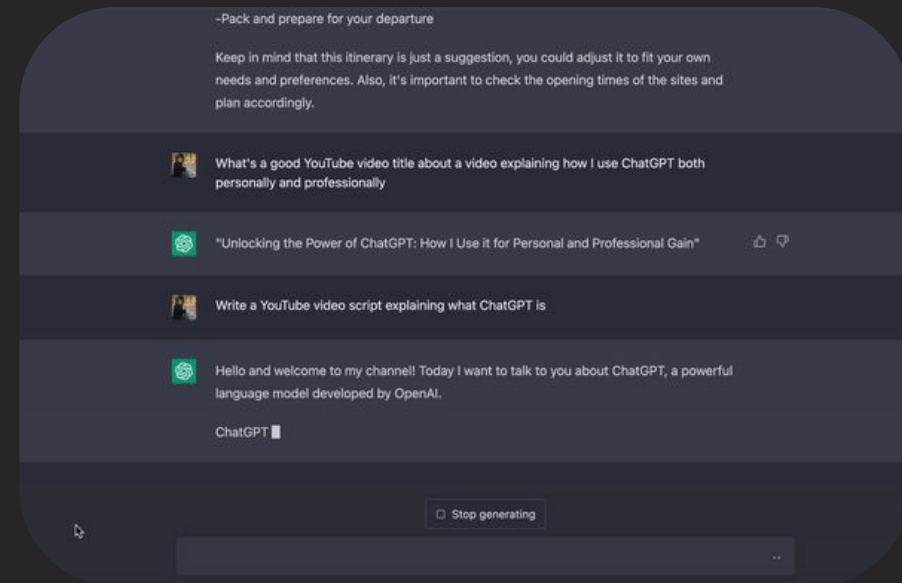 -Pack and prepare for your departure
Keep in mind that this itinerary is just a suggestion, you could adjust it to fit your own
needs and preferences. Also, it's important to check the opening times of the sites and
plan accordingly.
What's a good YouTube video title about a video explaining how I use ChatGPT both
personally and professionally
"Unlocking the Power of ChatGPT: How I Use it for Personal and Professional Gain"
Write a YouTube video script explaining what ChatGPT is
Hello and welcome to my channel! Today I want to talk to you about ChatGPT, a powerful
language model developed by OpenAI.
ChatGPT
Stop generating